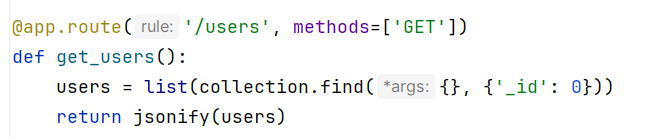 @app.route( rule: '/users', methods=['GET'])
def get_users():
    users = list(collection.find( *args: {}, {'_id': 0}))
    return jsonify(users)